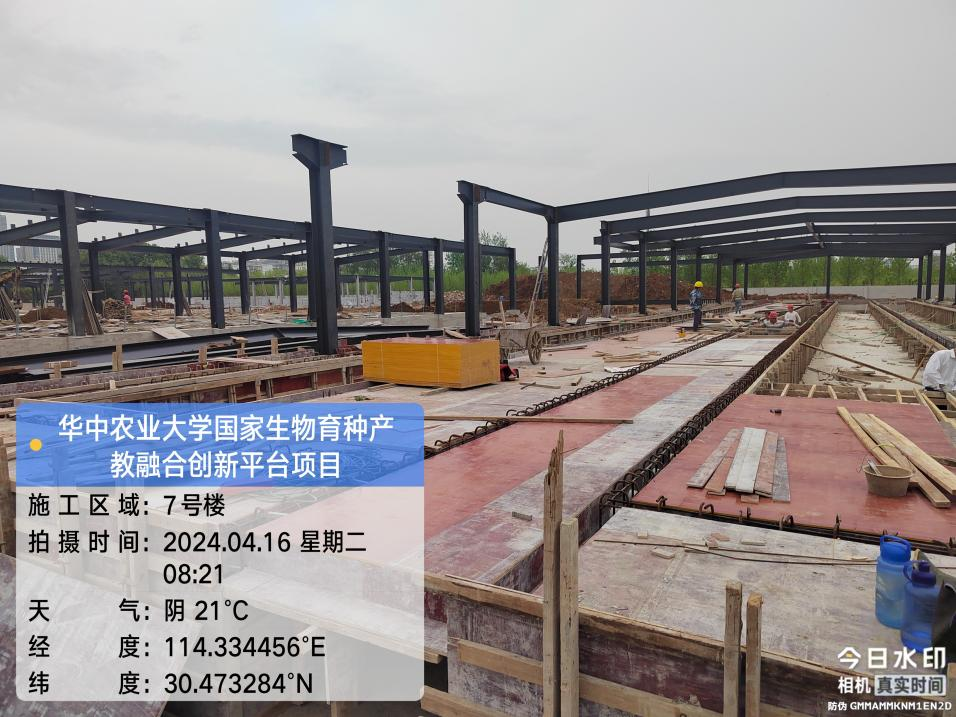 华中农业大学国家生物育种产
教融合创新平台项目
施工区域：7号楼
拍摄时间：2024.04.16 星期二
08:21
天气：阴 21℃
经度：114.334456°E
纬度：30.473284°N
今日水印
相机 真实时间
防伪 GMMAMMKNM1EN2D